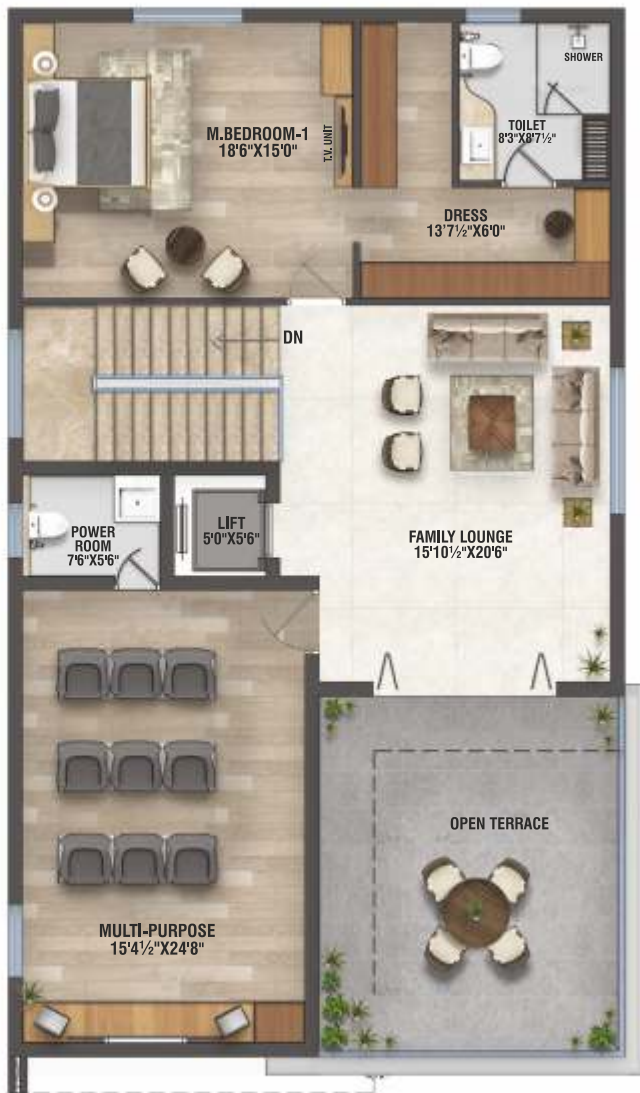 SHOWER
M.BEDROOM-1
18'6"X15'0"
T.V. UNIT
TOILET
8'3"X8'7½"
DRESS
13'7½"X6'0"
DN
POWER
ROOM
7'6"X5'6"
LIFT
5'0"X5'6"
FAMILY LOUNGE
15'10½"X20'6"
OPEN TERRACE
MULTI-PURPOSE
15'4½"X24'8"